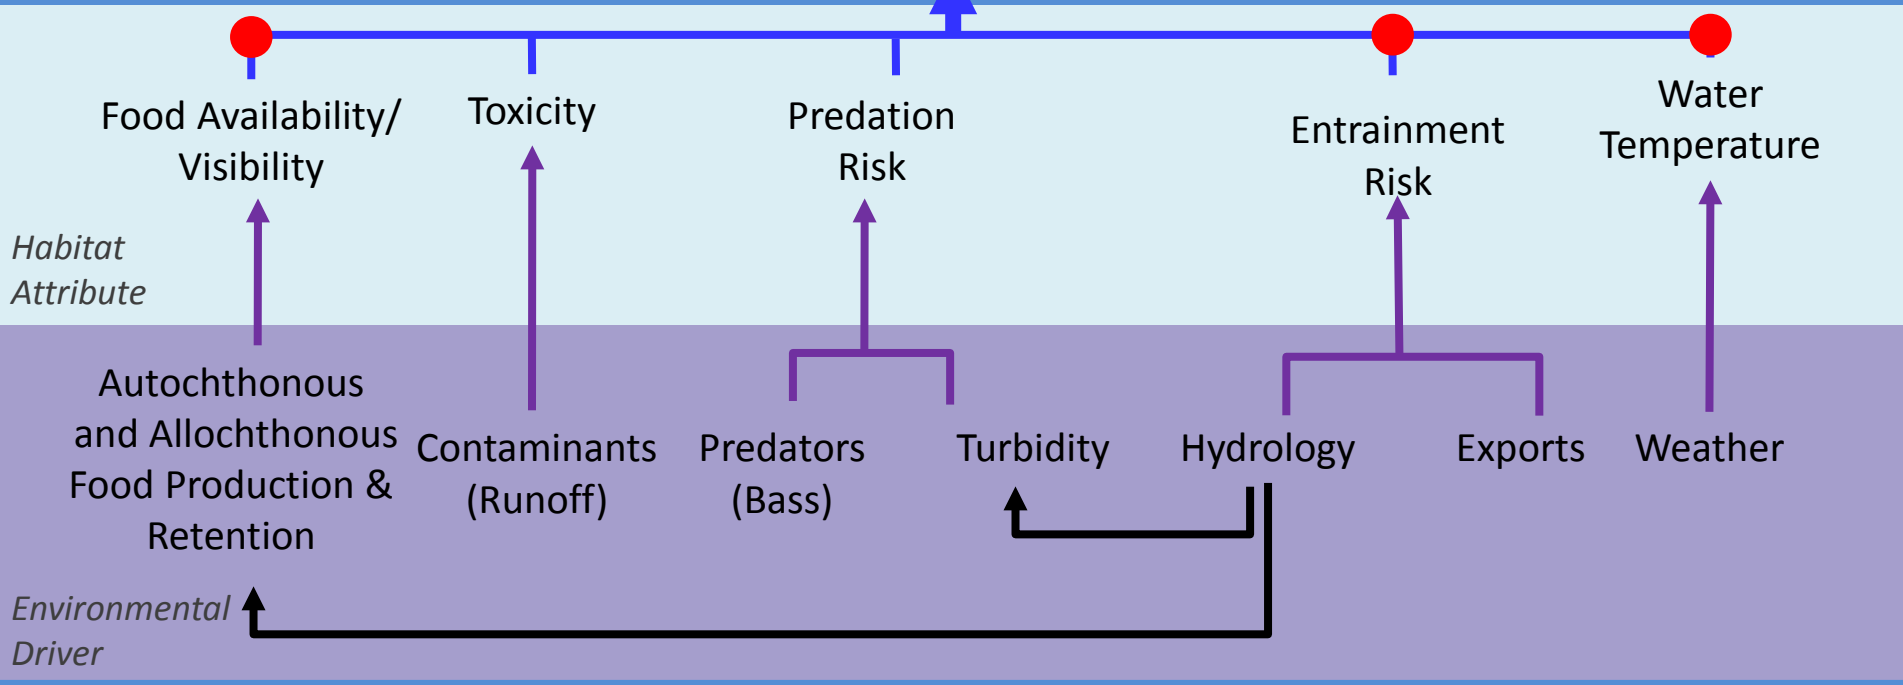 Food Availability/
Visibility
Toxicity
Predation
Risk
Entrainment
Risk
Water
Temperature
Habitat
Attribute
Autochthonous
and Allochthonous
Food Production &
Retention
Contaminants
(Runoff)
Predators
(Bass)
Turbidity
Hydrology
Exports
Weather
Environmental
Driver